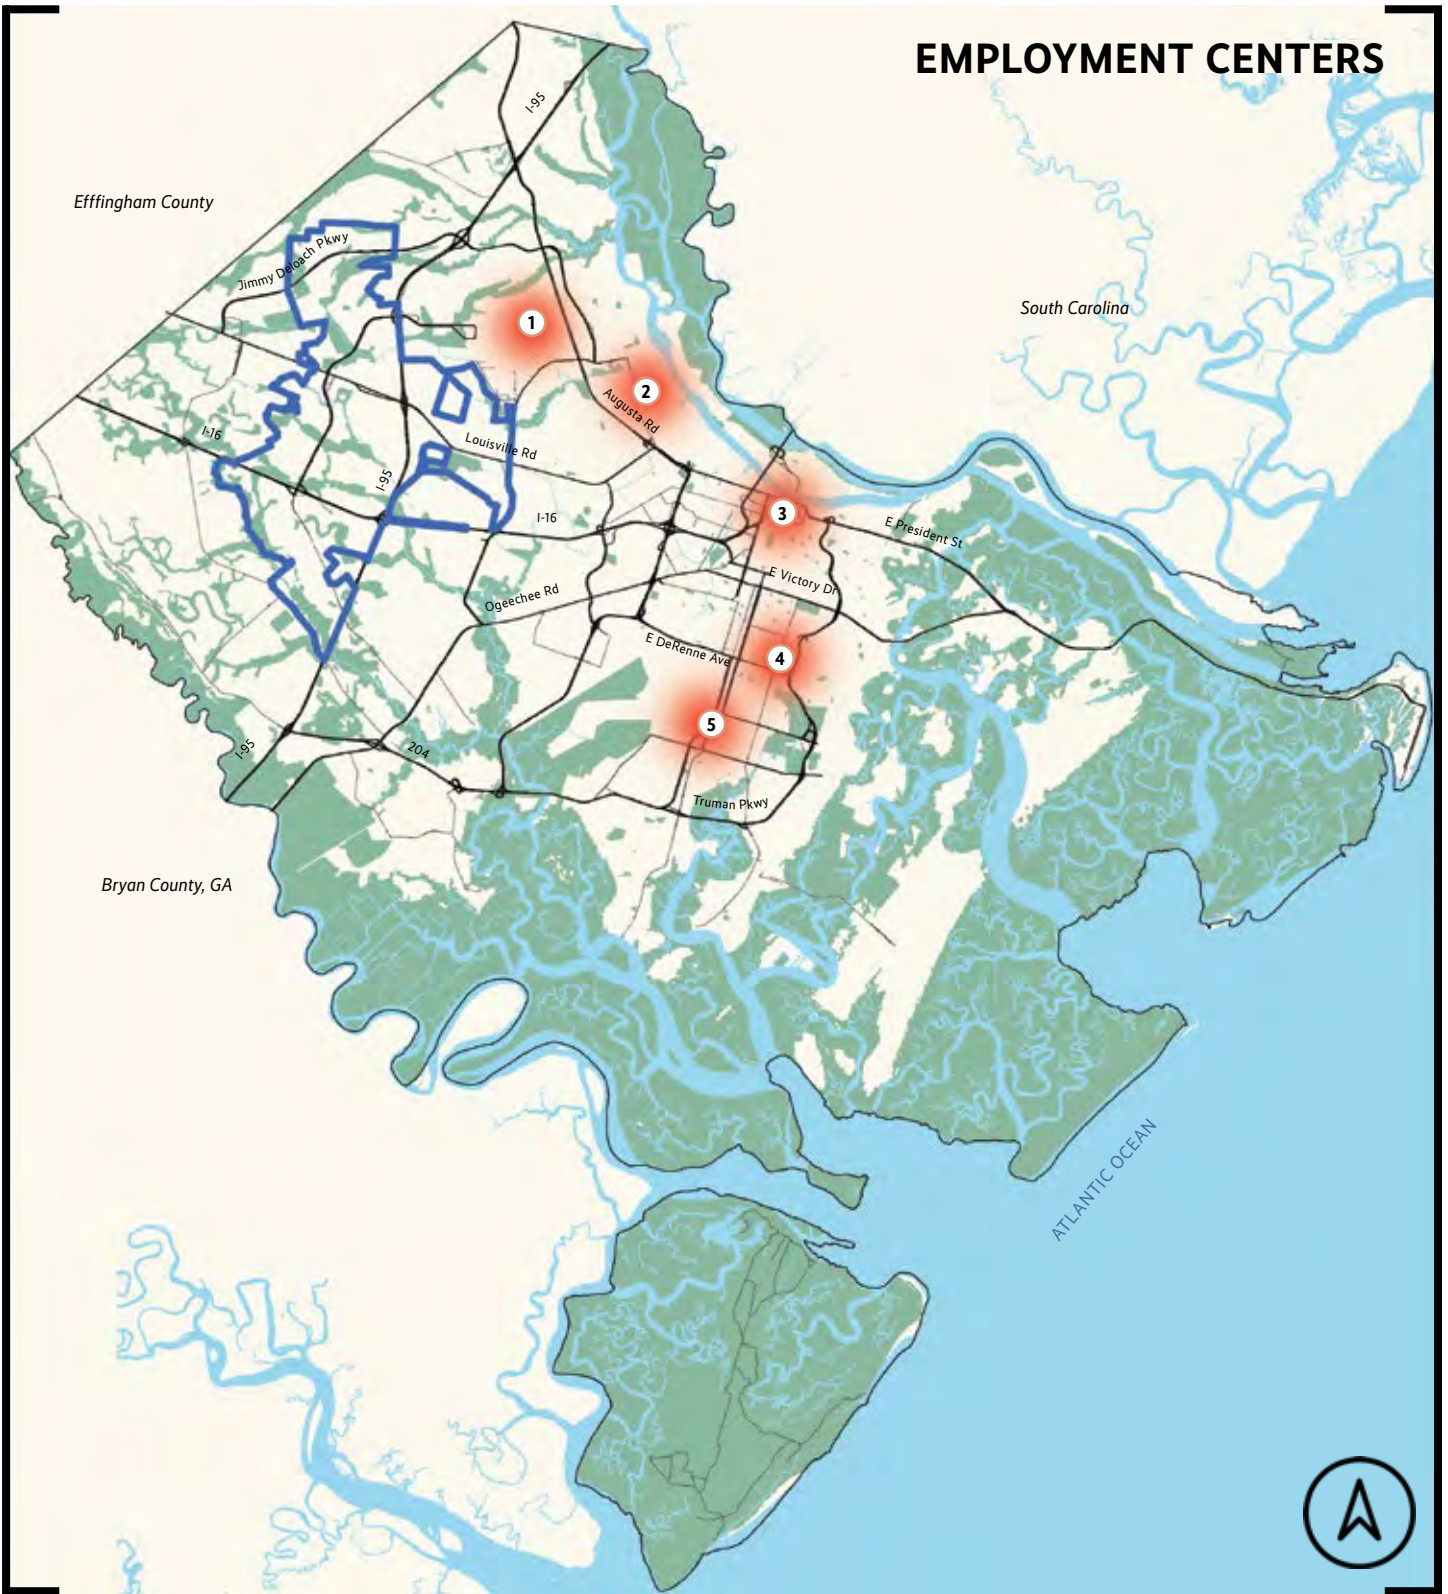 EMPLOYMENT CENTERS
I-95
Efffingham County
Jimmy Deloach Pkwy
South Carolina
1
2
Augusta Rd
I-16
Louisville Rd
I-95
3
I-16
E President St
E Victory Dr
Ogeechee Rd
E DeRenne Ave
4
5
I-95
204
Truman Pkwy
Bryan County, GA
ATLANTIC OCEAN